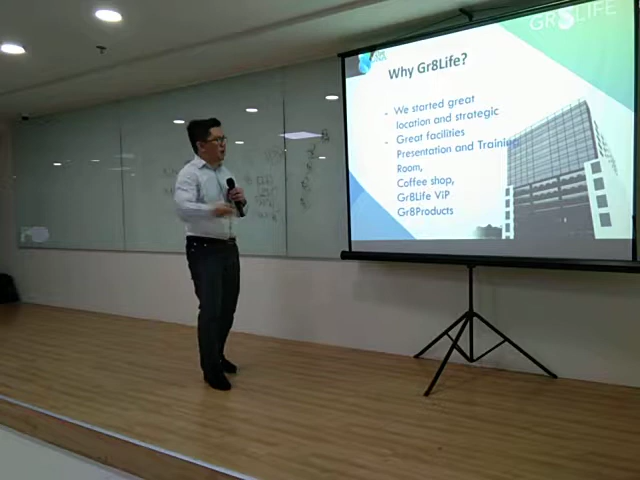 GR8LIFE
Why Gr8Life?
- We started great
location and strategic
- Great facilities
Presentation and Training
Room,
Coffee shop,
Gr8Life ViP
Gr8Products